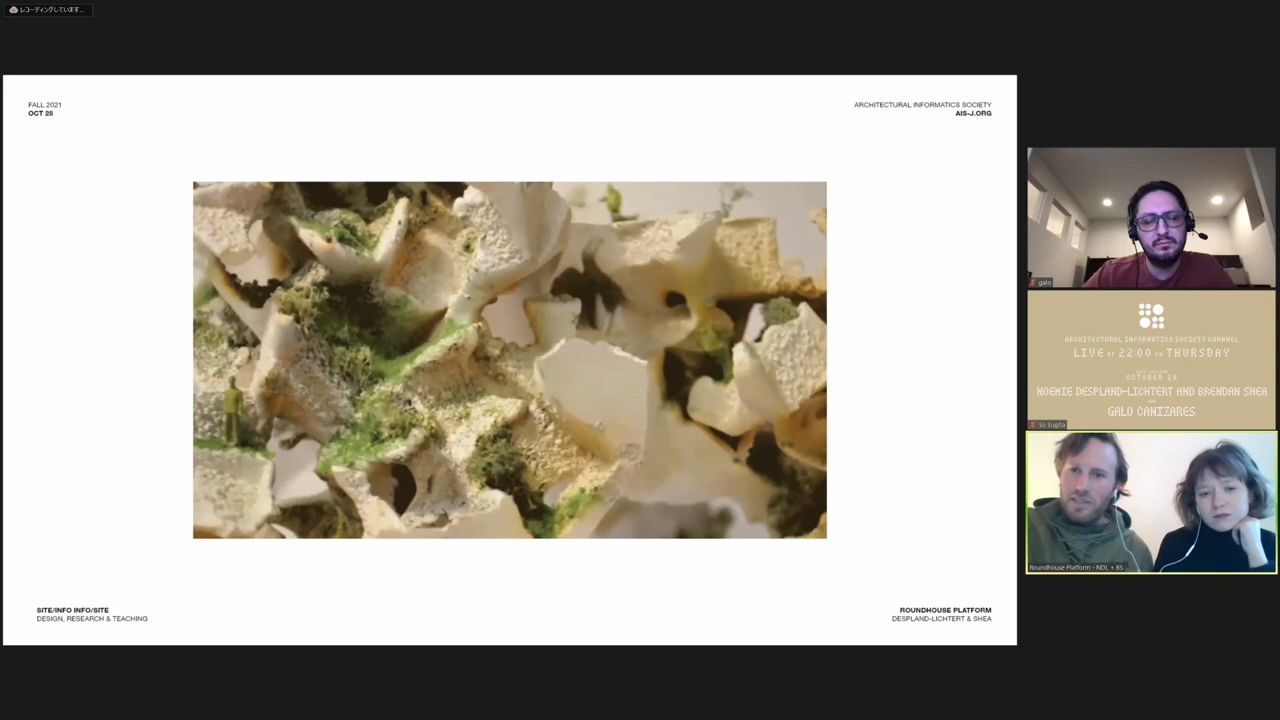 レコーディングしています...
FALL 2021
OCT 28
ARCHITECTURAL INFORMATICS SOCIETY
AIS-J.ORG
SITE/INFO INFO/SITE
DESIGN, RESEARCH & TEACHING
ROUNDHOUSE PLATFORM
DESPLAND-LICHTERT & SHEA
galo
ARCHITECTURAL INFORMATICS SOCIETY CHANNEL
LIVE AT 22:00 ON THURSDAY
OCTOBER 28
NOEMIE DESPLAND-LICHTERT AND BRENDAN SHEA
GALO CANIZARES
So Sugita
Roundhouse Platform - NDL + BS